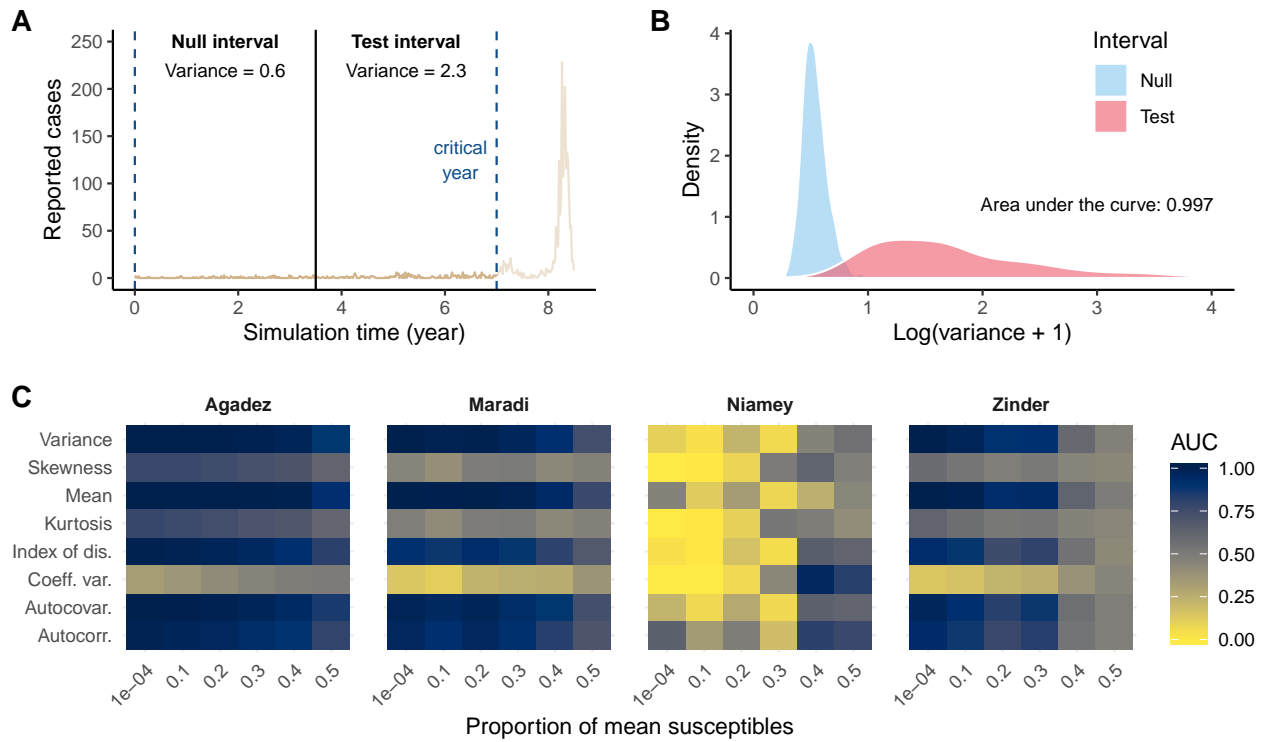 A
Null interval
Variance = 0.6
Test interval
Variance = 2.3
critical
year
250
200
150
100
50
0
Reported cases
0 2 4 6 8
Simulation time (year)
B
4
3
2
1
0
Density
Interval
Null
Test
Area under the curve: 0.997
0 1 2 3 4
Log(variance + 1)
C
Agadez Maradi Niamey Zinder
Variance
Skewness
Mean
Kurtosis
Index of dis.
Coeff. var.
Autocovar.
Autocorr.
1e−04 0.1 0.2 0.3 0.4 0.5 1e−04 0.1 0.2 0.3 0.4 0.5 1e−04 0.1 0.2 0.3 0.4 0.5 1e−04 0.1 0.2 0.3 0.4 0.5
Proportion of mean susceptibles
AUC
1.00
0.75
0.50
0.25
0.00